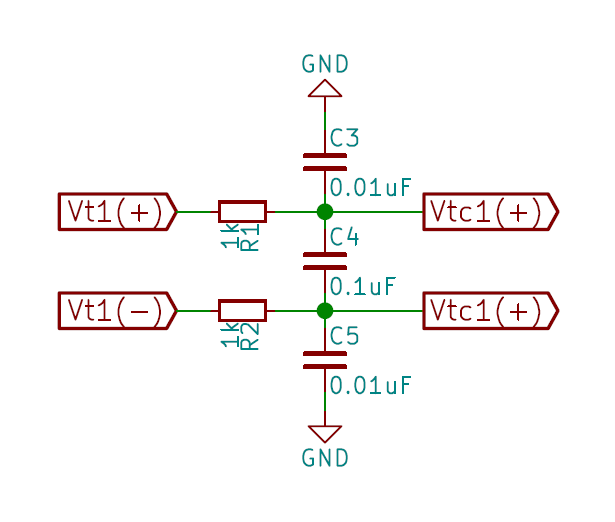 GND
C3
0.01uF
Vt1(+)
1k
R1
Vtc1(+)
C4
0.1uF
Vt1(-)
1k
R2
Vtc1(+)
C5
0.01uF
GND